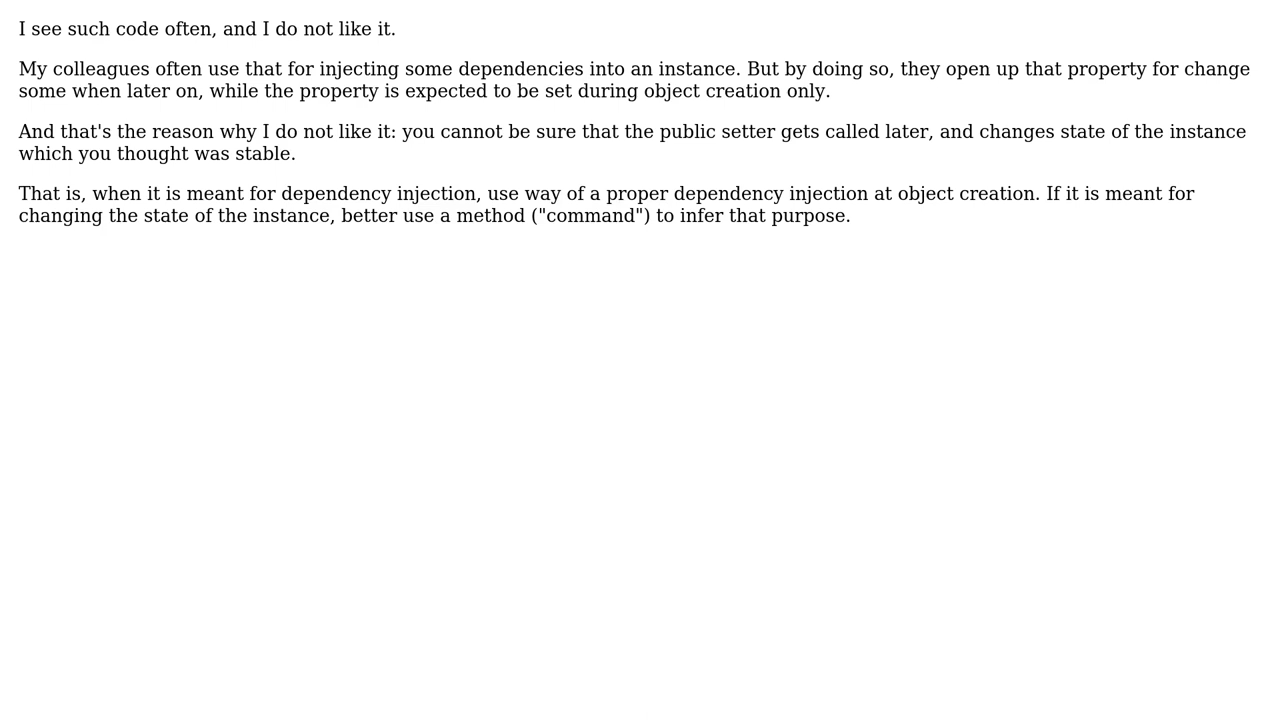 I see such code often, and I do not like it.
My colleagues often use that for injecting some dependencies into an instance. But by doing so, they open up that property for change
some when later on, while the property is expected to be set during object creation only.
And that's the reason why I do not like it: you cannot be sure that the public setter gets called later, and changes state of the instance
which you thought was stable.
That is, when it is meant for dependency injection, use way of a proper dependency injection at object creation. If it is meant for
changing the state of the instance, better use a method ("command") to infer that purpose.